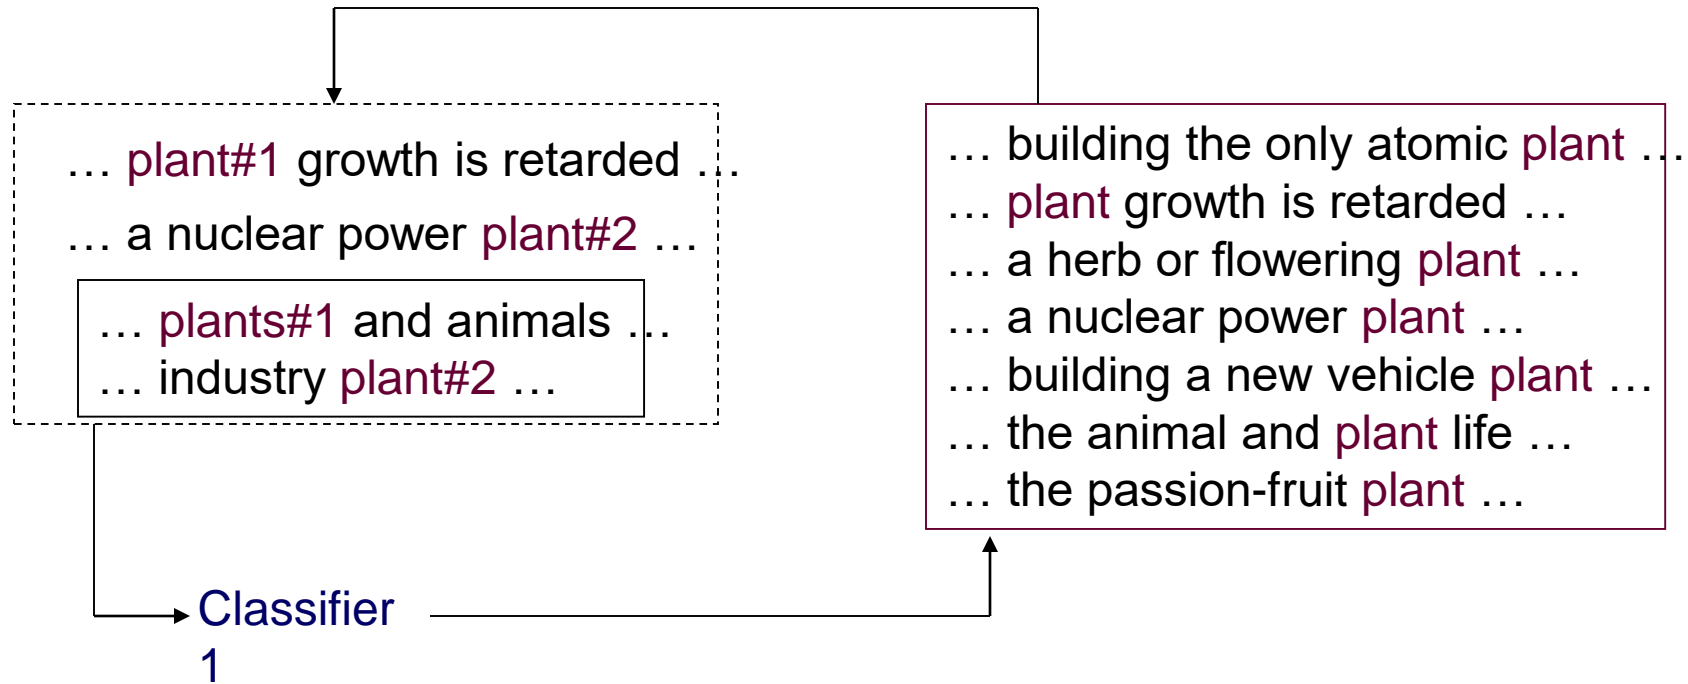 … plant#1 growth is retarded …
… a nuclear power plant#2 …
… plants#1 and animals …
… industry plant#2 …
… building the only atomic plant …
… plant growth is retarded …
… a herb or flowering plant …
… a nuclear power plant …
… building a new vehicle plant …
… the animal and plant life …
… the passion-fruit plant …
Classifier
1